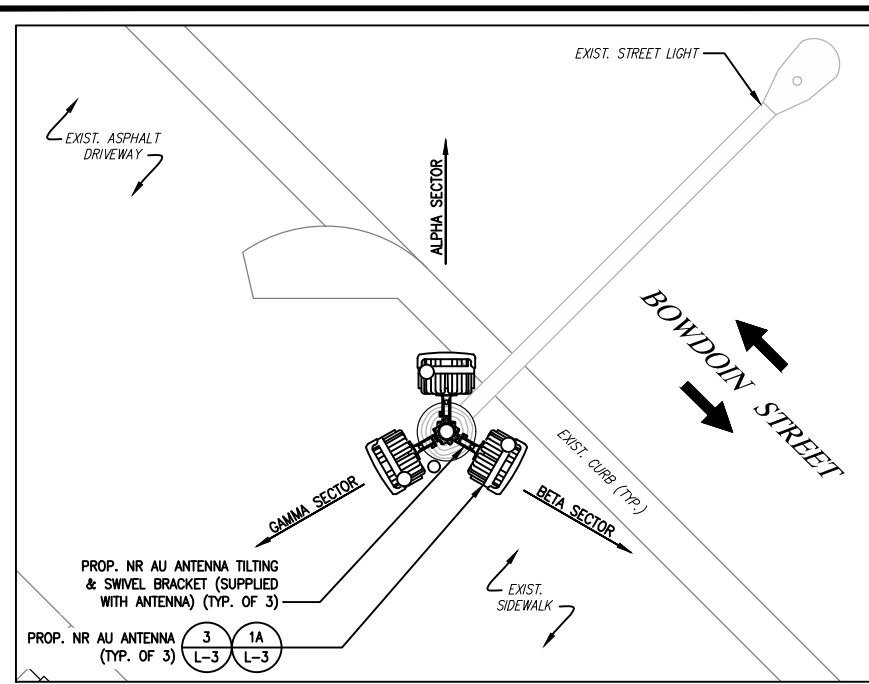 EXIST. STREET LIGHT
EXIST. ASPHALT
DRIVEWAY
ALPHA SECTOR
BOWDOIN STREET
EXIST. CURB (TYP.)
GAMMA SECTOR
BETA SECTOR
PROP. NR AU ANTENNA TILTING
& SWIVEL BRACKET (SUPPLIED
WITH ANTENNA) (TYP. OF 3)
EXIST.
SIDEWALK
PROP. NR AU ANTENNA
(TYP. OF 3)
3
L-3
1A
L-3